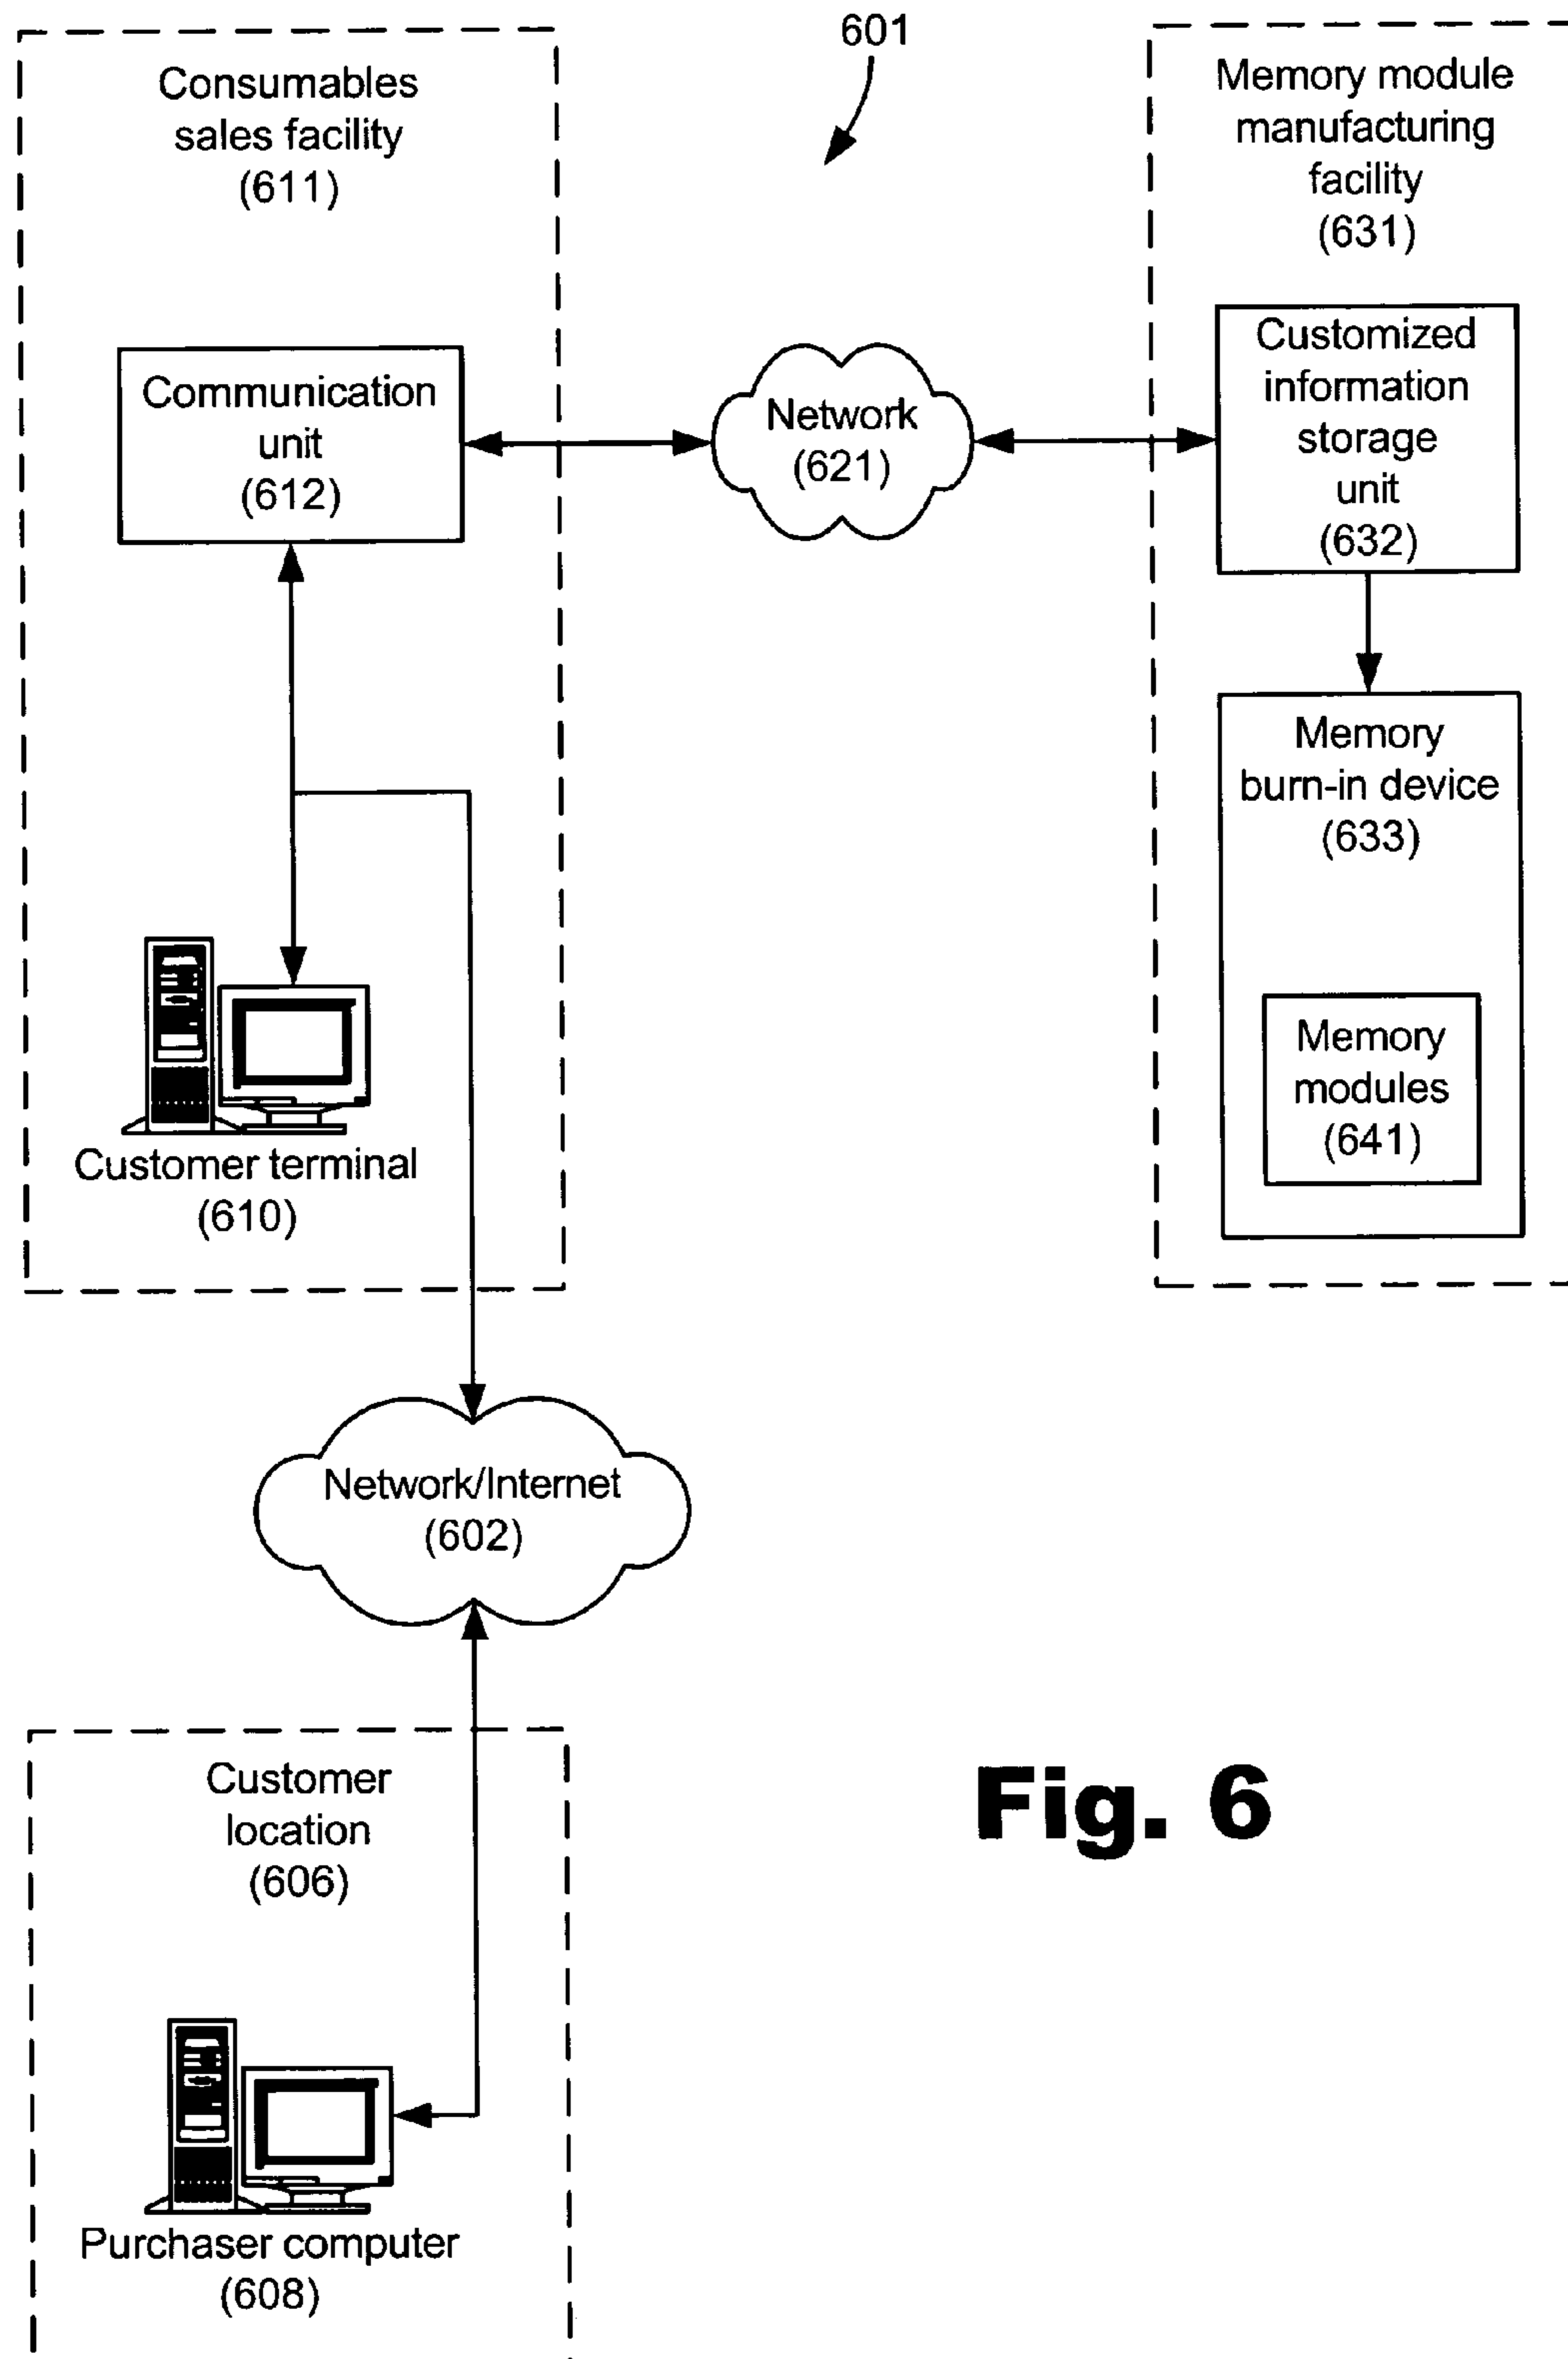 601
Consumables
sales facility
(611)
Memory module
manufacturing
facility
(631)
Communication
unit
(612)
Network
(621)
Customized
information
storage
unit
(632)
Memory
burn-in device
(633)
Memory
modules
(641)
Customer terminal
(610)
Network/Internet
(602)
Customer
location
(606)
Purchaser computer
(608)
Fig. 6